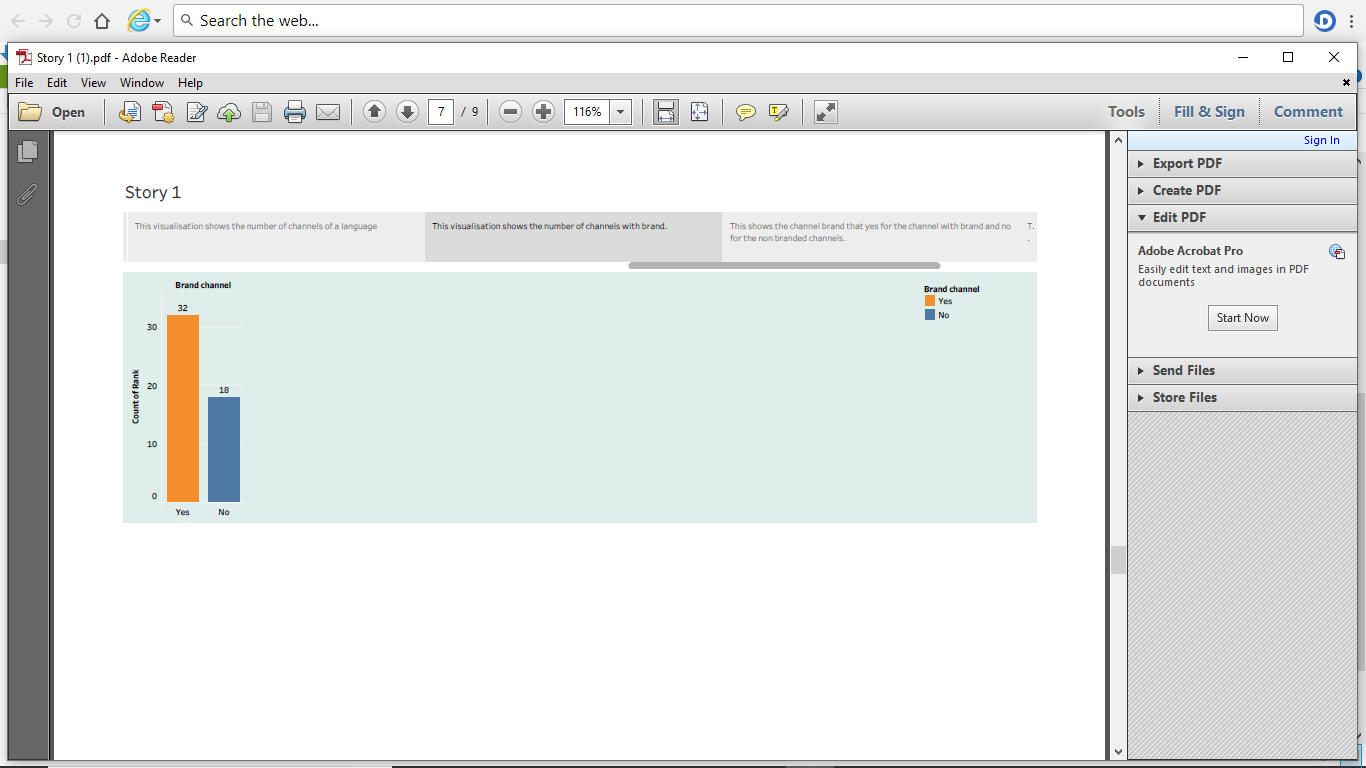 Search the web...
Story 1 (1).pdf - Adobe Reader
File Edit View Window Help
Open
7 / 9
116%
Tools
Fill & Sign
Comment
Sign In
Export PDF
Create PDF
Edit PDF
Adobe Acrobat Pro
Easily edit text and images in PDF
documents
Start Now
Send Files
Store Files
Story 1
This visualisation shows the number of channels of a language
This visualisation shows the number of channels with brand.
This shows the channel brand that yes for the channel with brand and no
for the non branded channels.
T.
.
Brand channel
32
18
30
20
10
0
Count of Rank
Yes
No
Brand channel
Yes
No